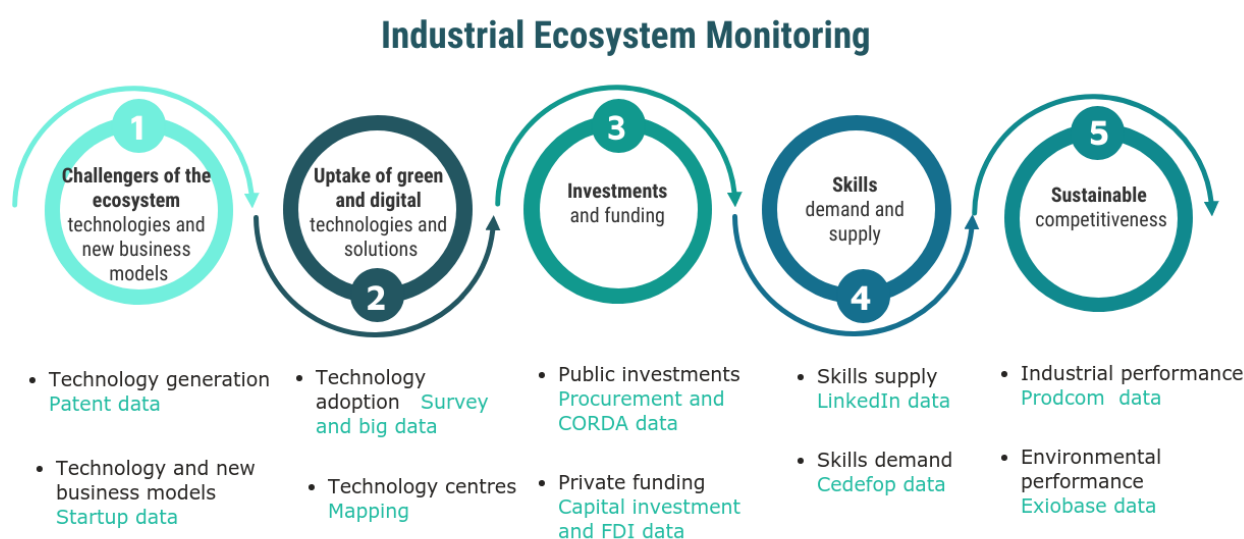 Industrial Ecosystem Monitoring
1
Challengers of the
ecosystem
technologies and
new business
models
2
Uptake of green
and digital
technologies and
solutions
3
Investments
and funding
4
Skills
demand and
supply
5
Sustainable
competitiveness
• Technology generation
Patent data
• Technology and new
business models
Startup data
• Technology
adoption Survey
and big data
• Technology centres
Mapping
• Public investments
Procurement and
CORDA data
• Private funding
Capital investment
and FDI data
• Skills supply
LinkedIn data
• Skills demand
Cedefop data
• Industrial performance
Prodcom data
• Environmental
performance
Exiobase data